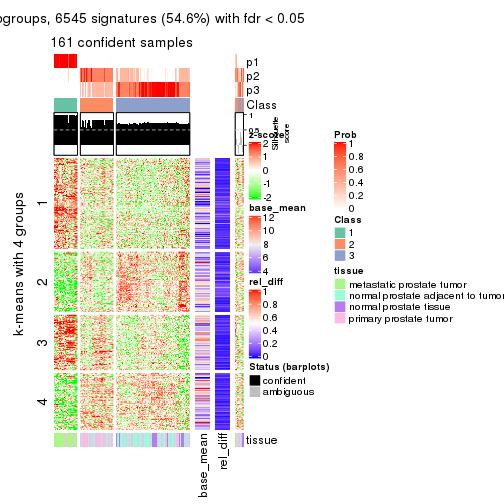 ogroups, 6545 signatures (54.6%) with fdr < 0.05
161 confident samples
p1
p2
p3
Class
1
0.5
Silhouette
score
k-means with 4 groups
1
2
3
4
base_mean
rel_diff
tissue
z-score
2
1
0
-1
-2
base_mean
12
10
8
6
4
rel_diff
1
0.8
0.6
0.4
0.2
0
Status (barplots)
confident
ambiguous
Prob
1
0.8
0.6
0.4
0.2
0
Class
1
2
3
tissue
metastatic prostate tumor
normal prostate adjacent to tumor
normal prostate tissue
primary prostate tumor